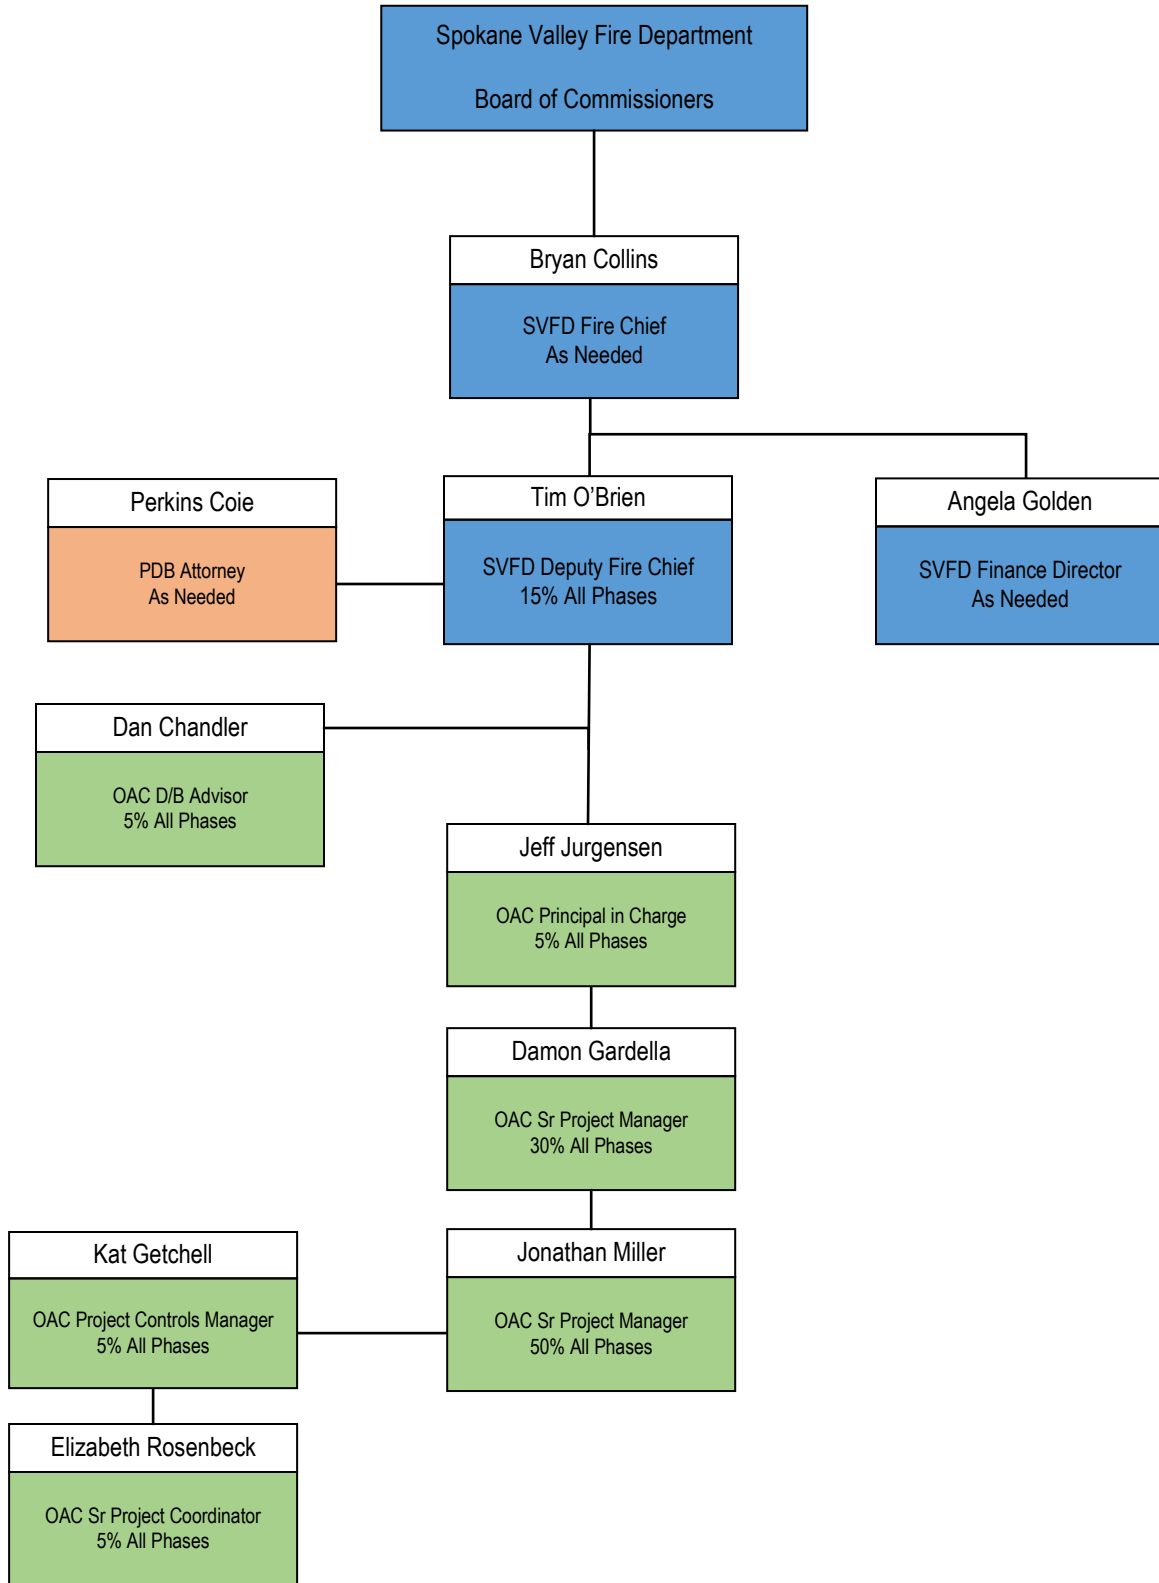 Spokane Valley Fire Department
Board of Commissioners
Bryan Collins
SVFD Fire Chief
As Needed
Perkins Coie
PDB Attorney
As Needed
Tim O’Brien
SVFD Deputy Fire Chief
15% All Phases
Angela Golden
SVFD Finance Director
As Needed
Dan Chandler
OAC D/B Advisor
5% All Phases
Jeff Jurgensen
OAC Principal in Charge
5% All Phases
Damon Gardella
OAC Sr Project Manager
30% All Phases
Kat Getchell
OAC Project Controls Manager
5% All Phases
Jonathan Miller
OAC Sr Project Manager
50% All Phases
Elizabeth Rosenbeck
OAC Sr Project Coordinator
5% All Phases